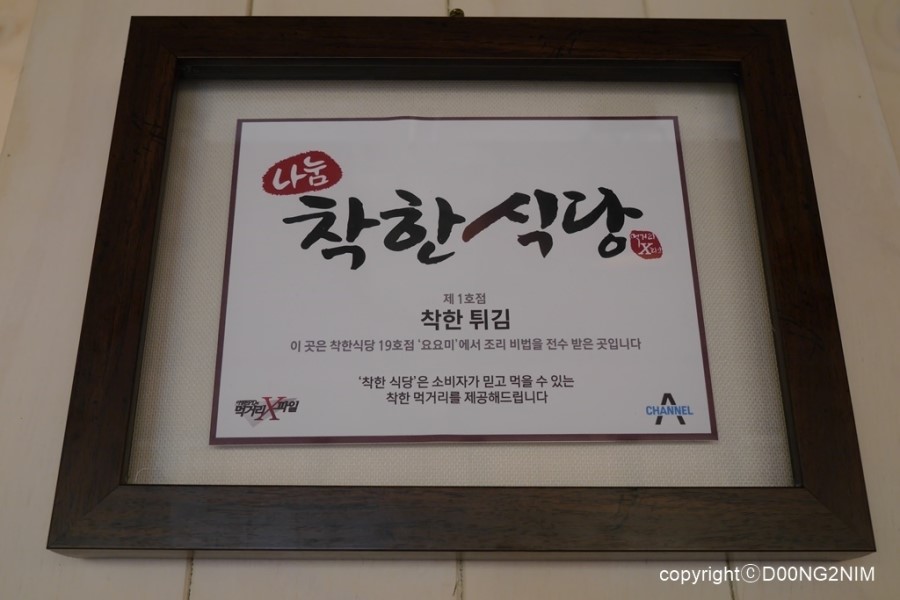 나눔
착한 식당
먹거리
X파일
제 1호점
착한 튀김
이 곳은 착한식당 19호점 '요요미'에서 조리 비법을 전수 받은 곳입니다
'착한 식당'은 소비자가 믿고 먹을 수 있는
착한 먹거리를 제공해드립니다
먹거리X파일
CHANNEL A
copyrightⓒD00NG2NIM